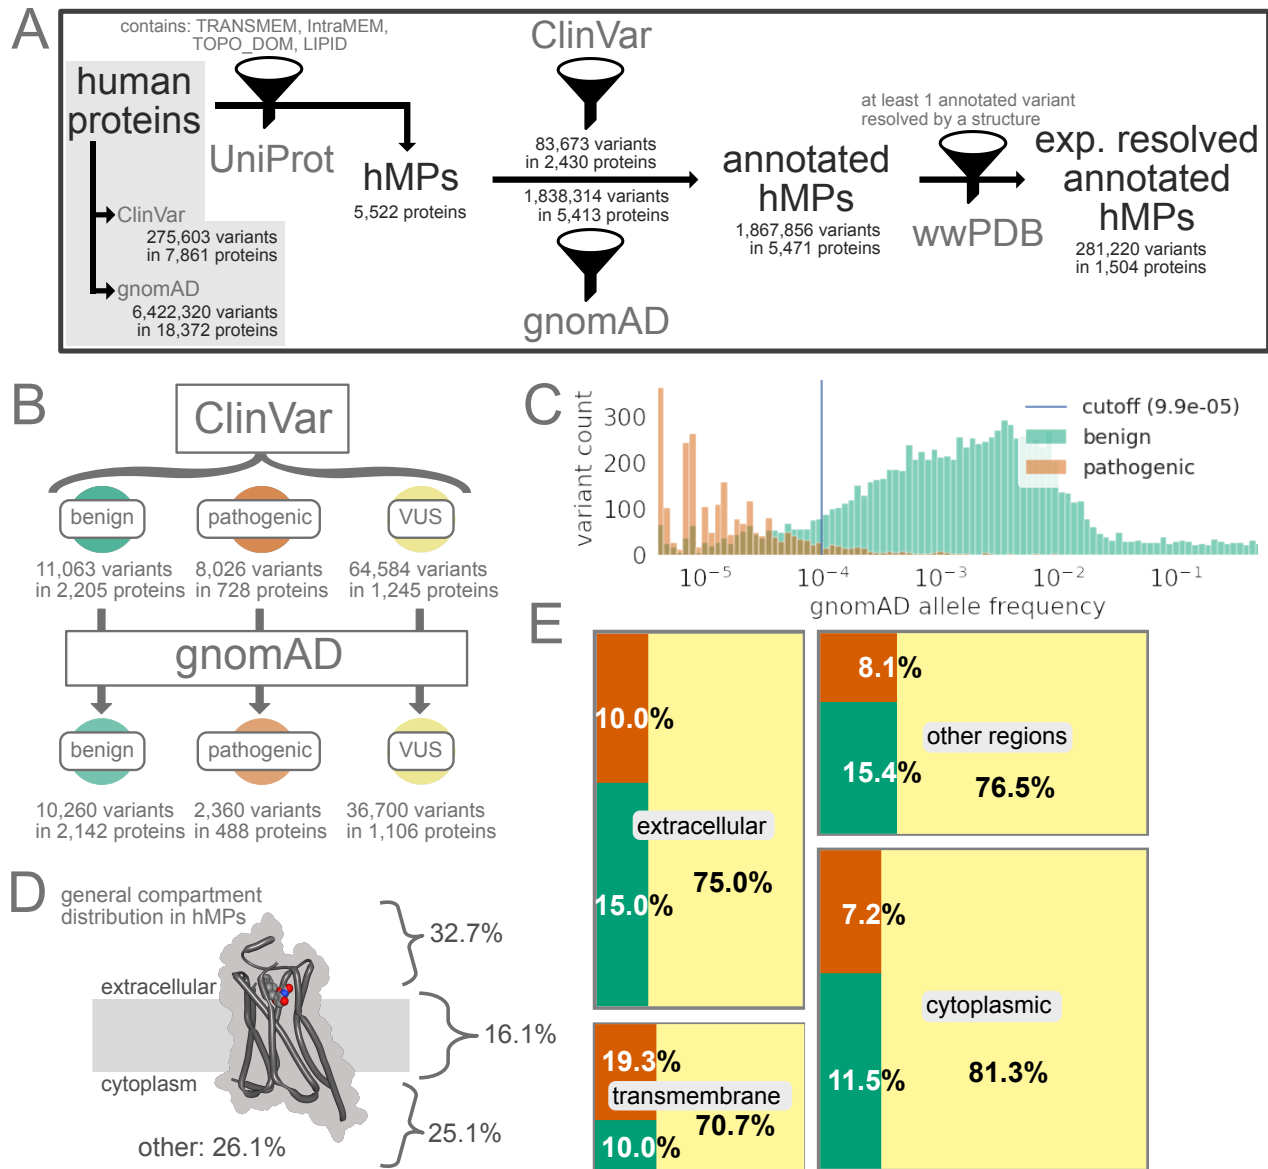 A
contains: TRANSMEM, IntraMEM,
TOPO_DOM, LIPID
human
proteins
UniProt
hMPs
5,522 proteins
ClinVar
275,603 variants
in 7,861 proteins
gnomAD
6,422,320 variants
in 18,372 proteins
ClinVar
83,673 variants
in 2,430 proteins
1,838,314 variants
in 5,413 proteins
gnomAD
annotated
hMPs
1,867,856 variants
in 5,471 proteins
at least 1 annotated variant
resolved by a structure
wwPDB
exp. resolved
annotated
hMPs
281,220 variants
in 1,504 proteins
B
ClinVar
benign
pathogenic
VUS
11,063 variants
in 2,205 proteins
8,026 variants
in 728 proteins
64,584 variants
in 1,245 proteins
gnomAD
benign
pathogenic
VUS
10,260 variants
in 2,142 proteins
2,360 variants
in 488 proteins
36,700 variants
in 1,106 proteins
C
variant count
300
200
100
0
cutoff (9.9e-05)
benign
pathogenic
10⁻⁵
10⁻⁴
10⁻³
10⁻²
10⁻¹
gnomAD allele frequency
D
general compartment
distribution in hMPs
extracellular
cytoplasm
32.7%
16.1%
25.1%
other: 26.1%
E
10.0%
15.0%
extracellular
75.0%
8.1%
15.4%
other regions
76.5%
19.3%
transmembrane
70.7%
10.0%
7.2%
11.5%
cytoplasmic
81.3%